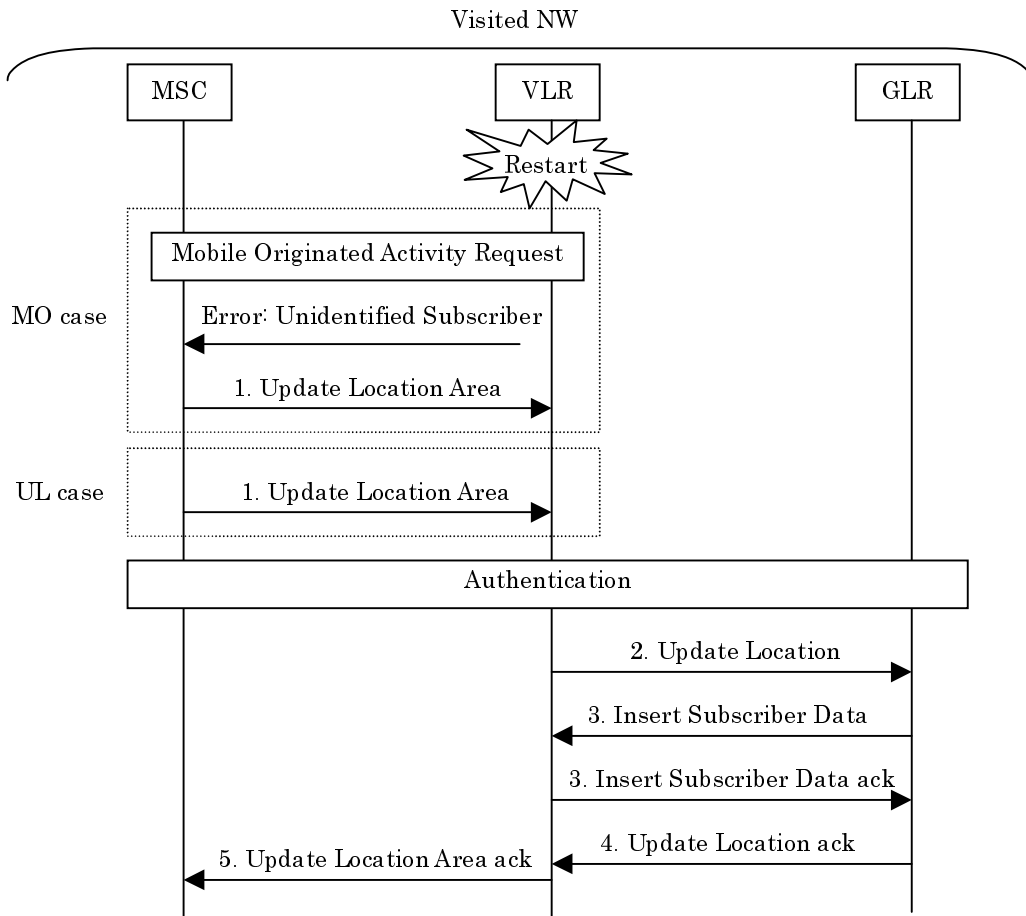 Visited NW
MSC
VLR
GLR
Restart
Mobile Originated Activity Request
MO case
Error: Unidentified Subscriber
1. Update Location Area
UL case
1. Update Location Area
Authentication
2. Update Location
3. Insert Subscriber Data
3. Insert Subscriber Data ack
4. Update Location ack
5. Update Location Area ack